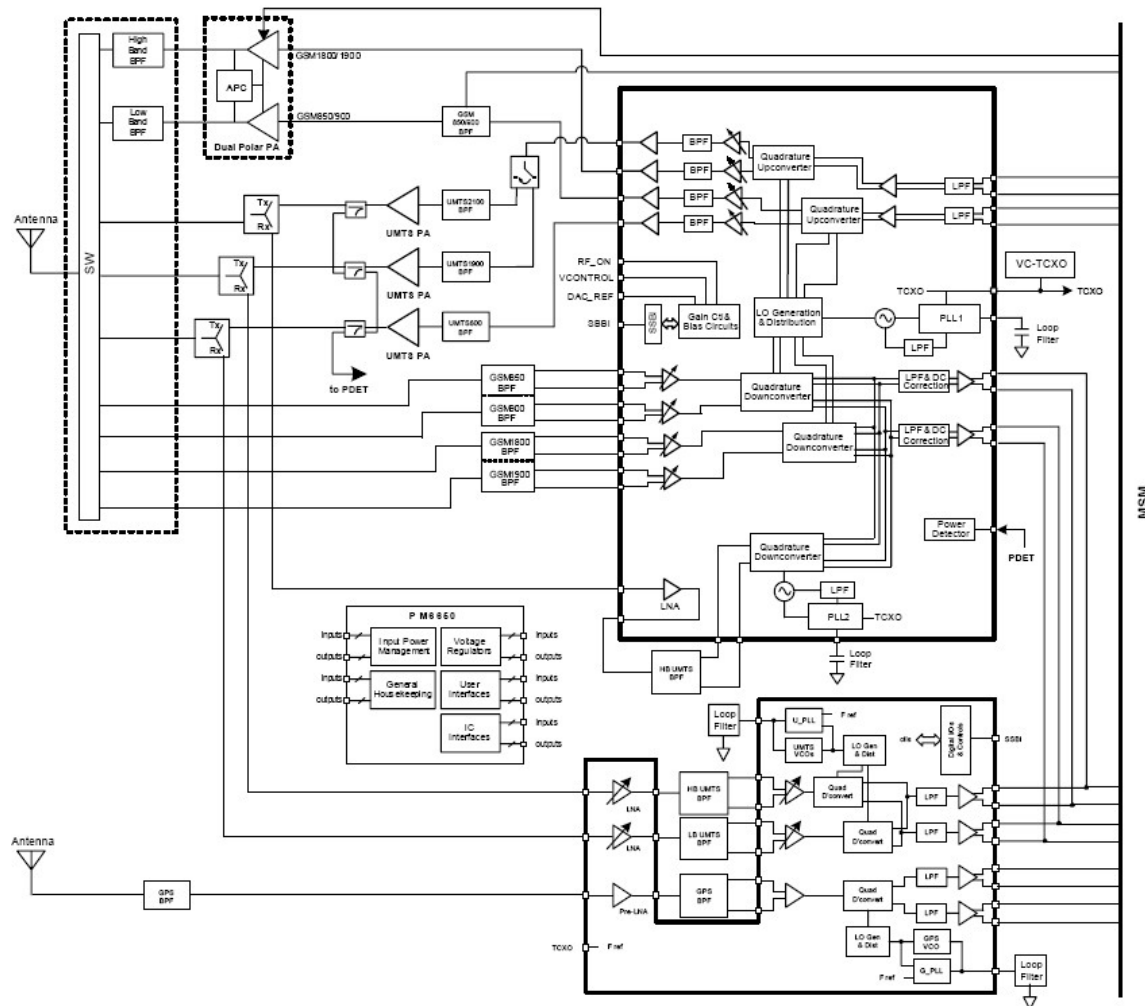 High
Band
BPF
APC
GSM1800/1900
Low
Band
BPF
GSM850/900
Dual Polar PA
GSM
850/900
BPF
BPF
BPF
BPF
BPF
Quadrature
Upconverter
Quadrature
Upconverter
LPF
LPF
Antenna
SW
Tx
Rx
Tx
Rx
Tx
Rx
UMTS2100
BPF
UMTS PA
UMTS1900
BPF
UMTS PA
UMTS800
BPF
UMTS PA
to PDET
RF_ON
VCONTROL
DAC_REF
SBBI
SSBI
Gain Ctl &
Bias Circuits
LO Generation
& Distribution
TCXO
PLL1
LPF
VC-TCXO
TCXO
Loop
Filter
GSM850
BPF
GSM900
BPF
GSM1800
BPF
GSM1900
BPF
Quadrature
Downconverter
Quadrature
Downconverter
LPF & DC
Correction
LPF & DC
Correction
MSM
Power
Detector
PDET
Quadrature
Downconverter
LPF
PLL2
TCXO
LNA
Loop
Filter
HB UMTS
BPF
PM6650
Inputs
outputs
Inputs
outputs
Input Power
Management
Voltage
Regulators
General
Housekeeping
User
Interfaces
IC
Interfaces
Inputs
outputs
Inputs
outputs
Inputs
outputs
Loop
Filter
F ref
U_PLL
UMTS
VCOs
LO Gen
& Dist
Digital I/Os
& Controls
SSBI
LNA
HB UMTS
BPF
Quad
D'convert
LPF
LNA
LB UMTS
BPF
Quad
D'convert
LPF
Antenna
GPS
BPF
Pre-LNA
GPS
BPF
Quad
D'convert
LPF
LPF
TCXO
F ref
LO Gen
& Dist
GPS
VCO
G_PLL
F ref
Loop
Filter